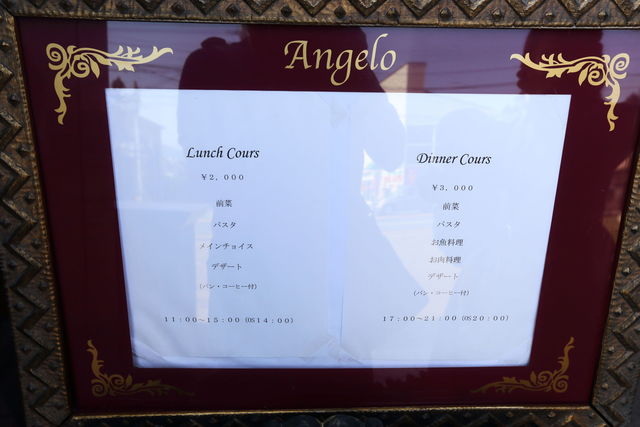 Angelo
Lunch Cours
￥2，000
前菜
パスタ
メインチョイス
デザート
（パン・コーヒー付）
11：00～15：00（OS14：00）
Dinner Cours
￥3，000
前菜
パスタ
お魚料理
お肉料理
デザート
（パン・コーヒー付）
17：00～21：00（OS20：00）